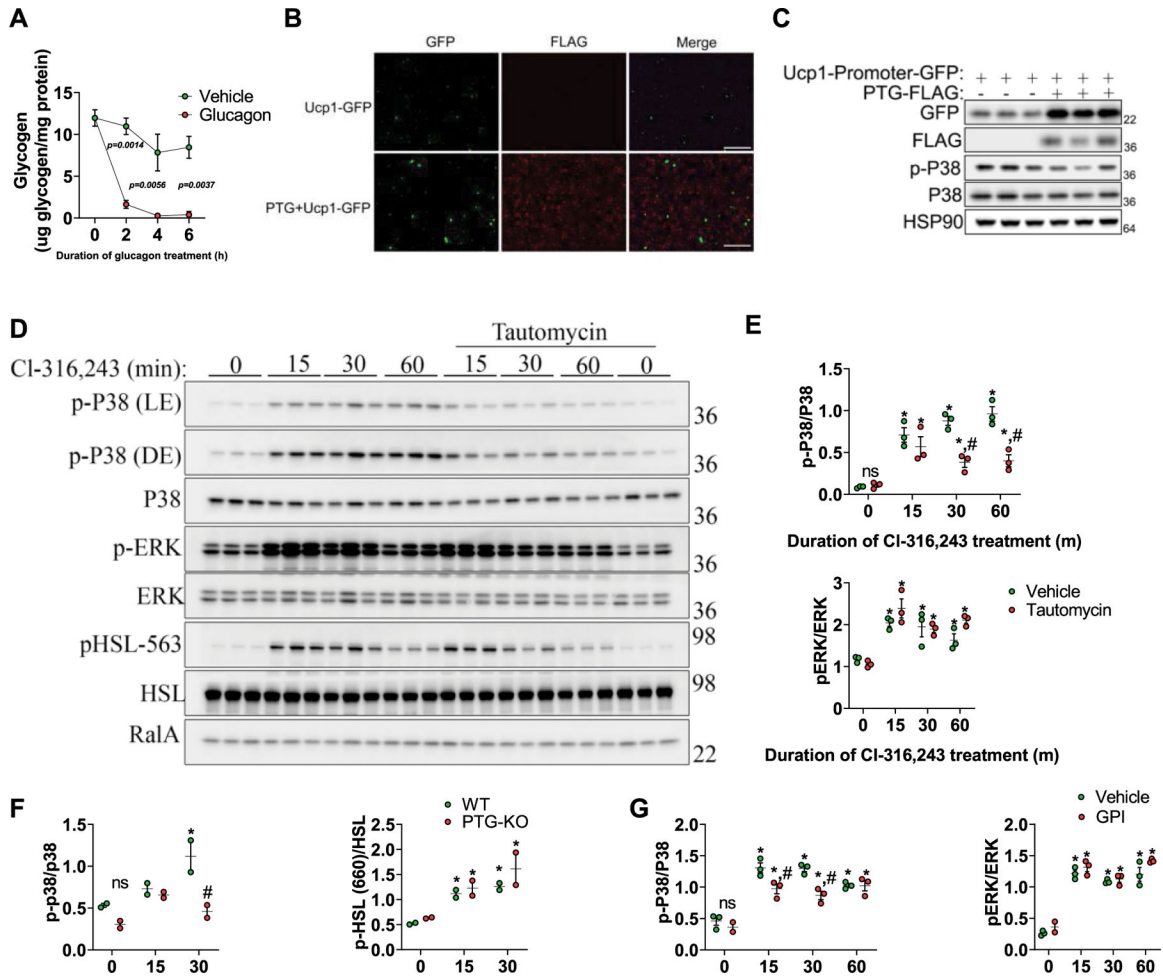 A
Glycogen
(ug glycogen/mg protein)
15
10
5
0
Vehicle
Glucagon
p=0.0014
p=0.0056
p=0.0037
0 2 4 6
Duration of glucagon treatment (h)
B
GFP FLAG Merge
Ucp1-GFP
PTG+Ucp1-GFP
C
Ucp1-Promoter-GFP: + + + + + +
PTG-FLAG: - - - + + +
GFP 22
FLAG 36
p-P38 36
P38 36
HSP90 64
D
Tautomycin
Cl-316,243 (min): 0 15 30 60 15 30 60 0
p-P38 (LE) 36
p-P38 (DE) 36
P38 36
p-ERK 36
ERK 36
pHSL-563 98
HSL 98
RalA 22
E
p-P38/P38
1.5
1.0
0.5
0.0
ns
* *
* *,#
* *,#
0 15 30 60
Duration of Cl-316,243 treatment (m)
pERK/ERK
3
2
1
0
* *
* *
* *
Vehicle
Tautomycin
0 15 30 60
Duration of Cl-316,243 treatment (m)
F
p-p38/p38
1.5
1.0
0.5
0.0
ns
*
#
0 15 30
p-HSL (660)/HSL
2.5
2.0
1.5
1.0
0.5
0.0
WT
PTG-KO
* *
* *
0 15 30
G
p-P38/P38
2.0
1.5
1.0
0.5
0.0
ns
* *,#
* *,#
* *
0 15 30 60
pERK/ERK
2.0
1.5
1.0
0.5
0.0
Vehicle
GPI
* *
* *
* *
0 15 30 60